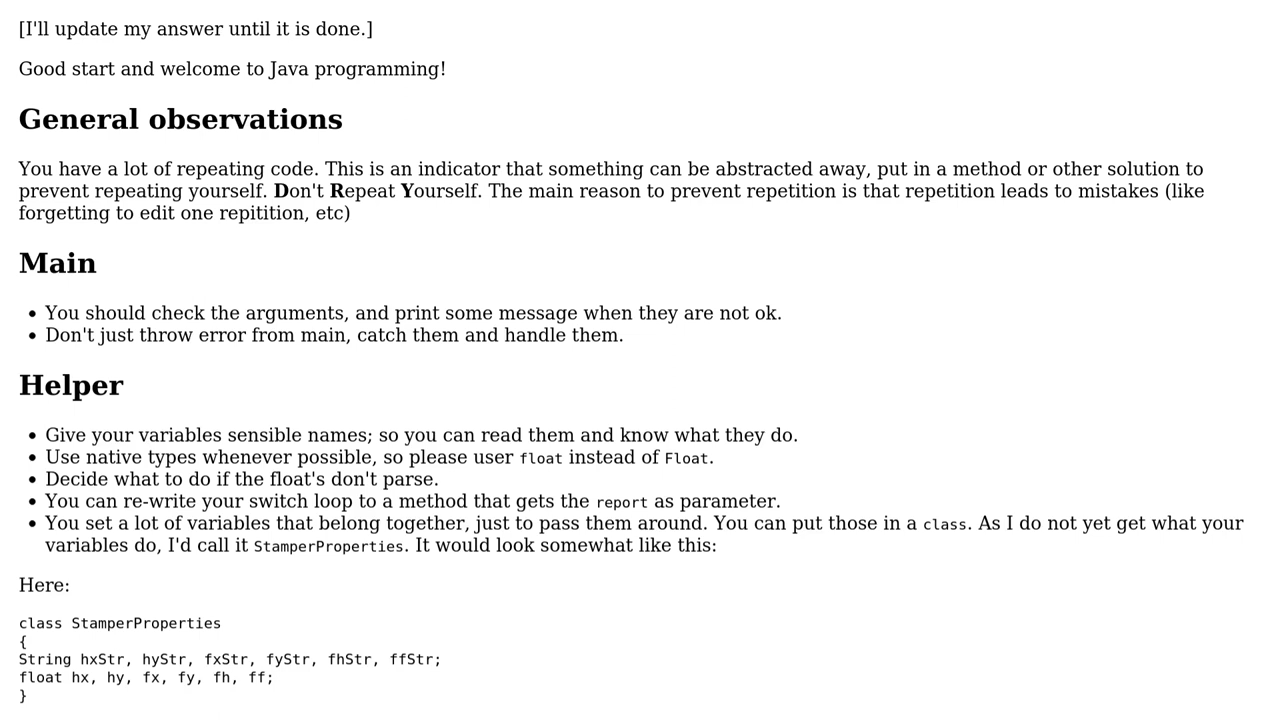 [I'll update my answer until it is done.]
Good start and welcome to Java programming!
General observations
You have a lot of repeating code. This is an indicator that something can be abstracted away, put in a method or other solution to
prevent repeating yourself. Don't Repeat Yourself. The main reason to prevent repetition is that repetition leads to mistakes (like
forgetting to edit one repitition, etc)
Main
• You should check the arguments, and print some message when they are not ok.
• Don't just throw error from main, catch them and handle them.
Helper
• Give your variables sensible names; so you can read them and know what they do.
• Use native types whenever possible, so please user float instead of Float.
• Decide what to do if the float's don't parse.
• You can re-write your switch loop to a method that gets the report as parameter.
• You set a lot of variables that belong together, just to pass them around. You can put those in a class. As I do not yet get what your
variables do, I'd call it StamperProperties. It would look somewhat like this:
Here:
class StamperProperties
{
String hxStr, hyStr, fxStr, fyStr, fhStr, ffStr;
float hx, hy, fx, fy, fh, ff;
}